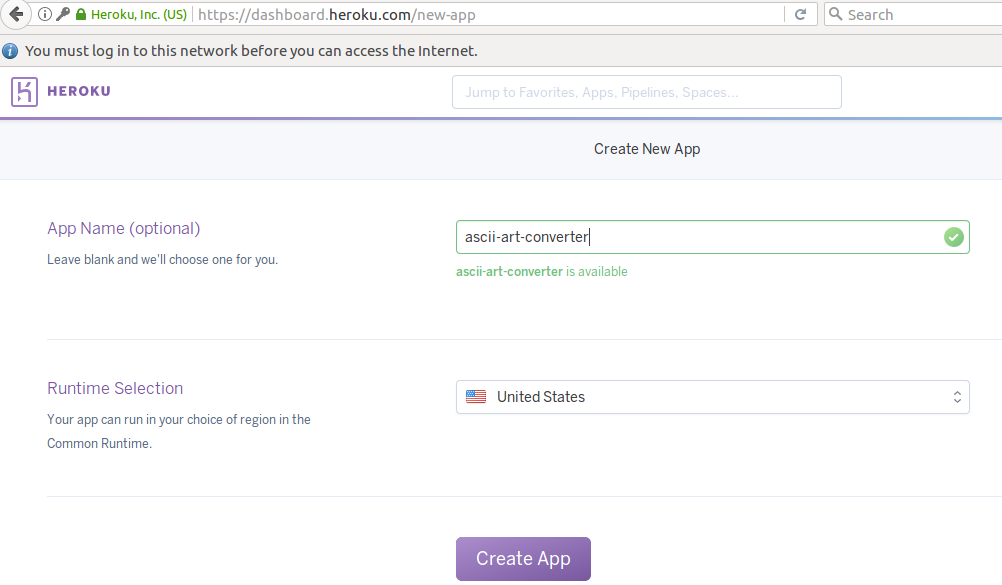 Heroku, Inc. (US) https://dashboard.heroku.com/new-app Search
You must log in to this network before you can access the Internet.
HEROKU Jump to Favorites, Apps, Pipelines, Spaces...
Create New App
App Name (optional)
Leave blank and we'll choose one for you.
ascii-art-converter
ascii-art-converter is available
Runtime Selection
Your app can run in your choice of region in the
Common Runtime.
United States
Create App